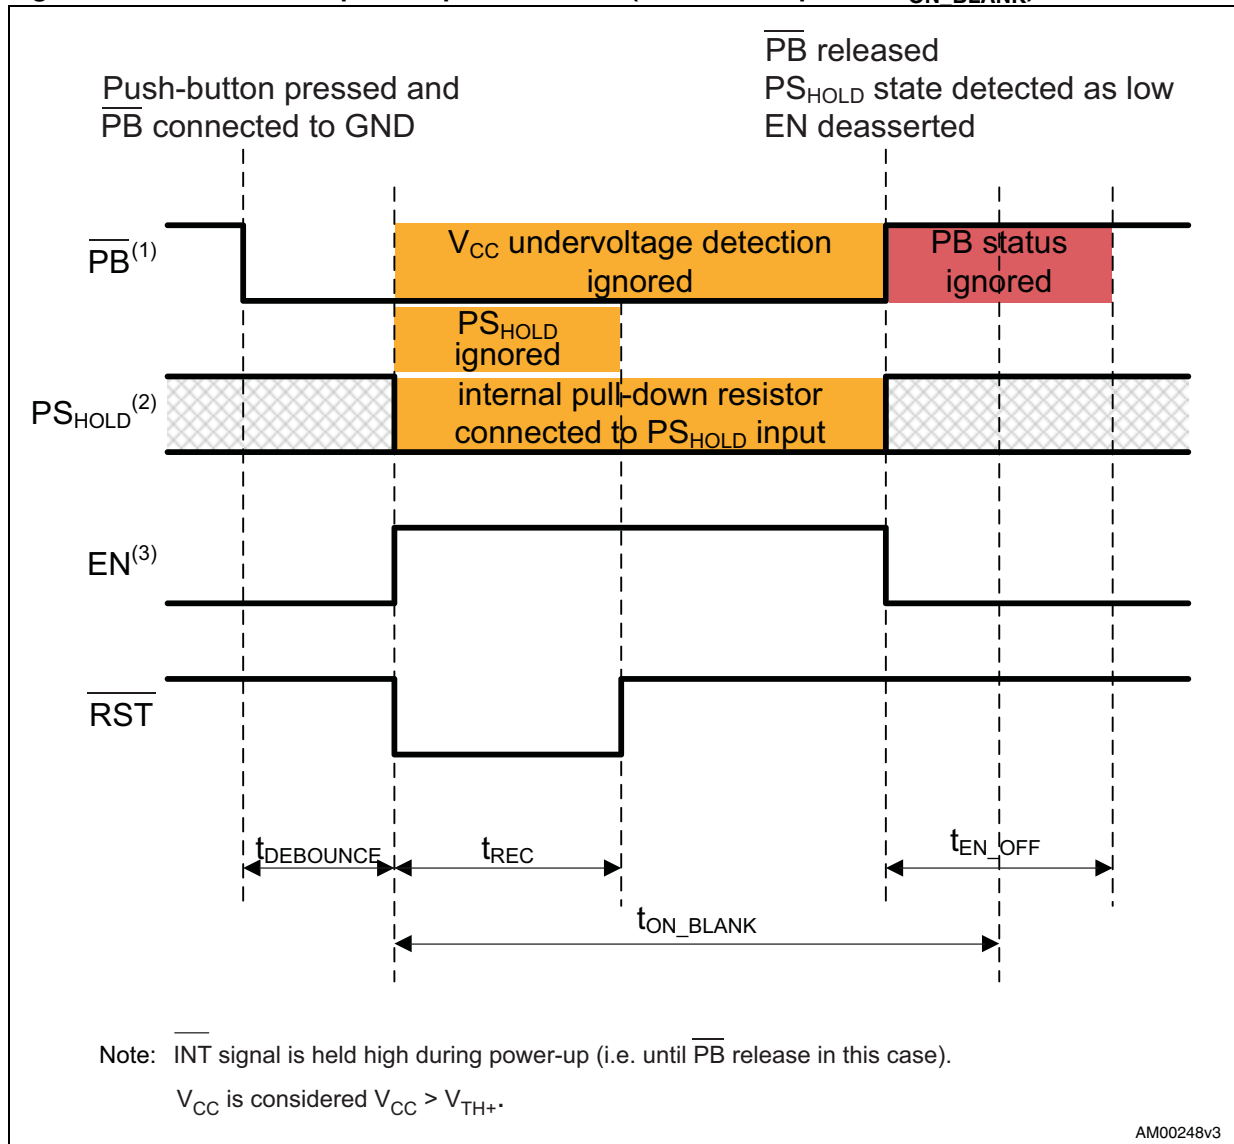 ON_BLANK
Push-button pressed and
PB connected to GND
PB released
PSHOLD state detected as low
EN deasserted
PB(1)
VCC undervoltage detection
ignored
PB status
ignored
PSHOLD
ignored
PSHOLD(2)
internal pull-down resistor
connected to PSHOLD input
EN(3)
RST
tDEBOUNCE
tREC
tEN_OFF
tON_BLANK
Note: INT signal is held high during power-up (i.e. until PB release in this case).
VCC is considered VCC > VTH+.
AM00248v3